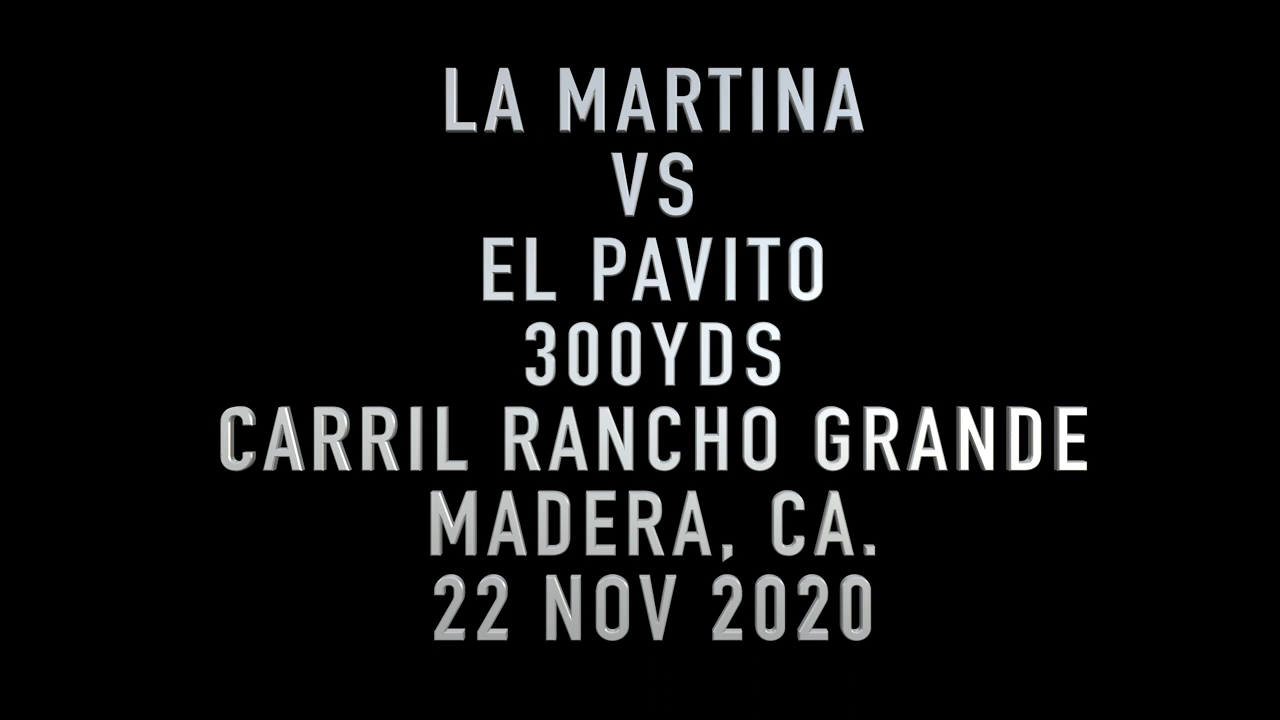 LA MARTINA
VS
EL PAVITO
300YDS
CARRIL RANCHO GRANDE
MADERA, CA.
22 NOV 2020